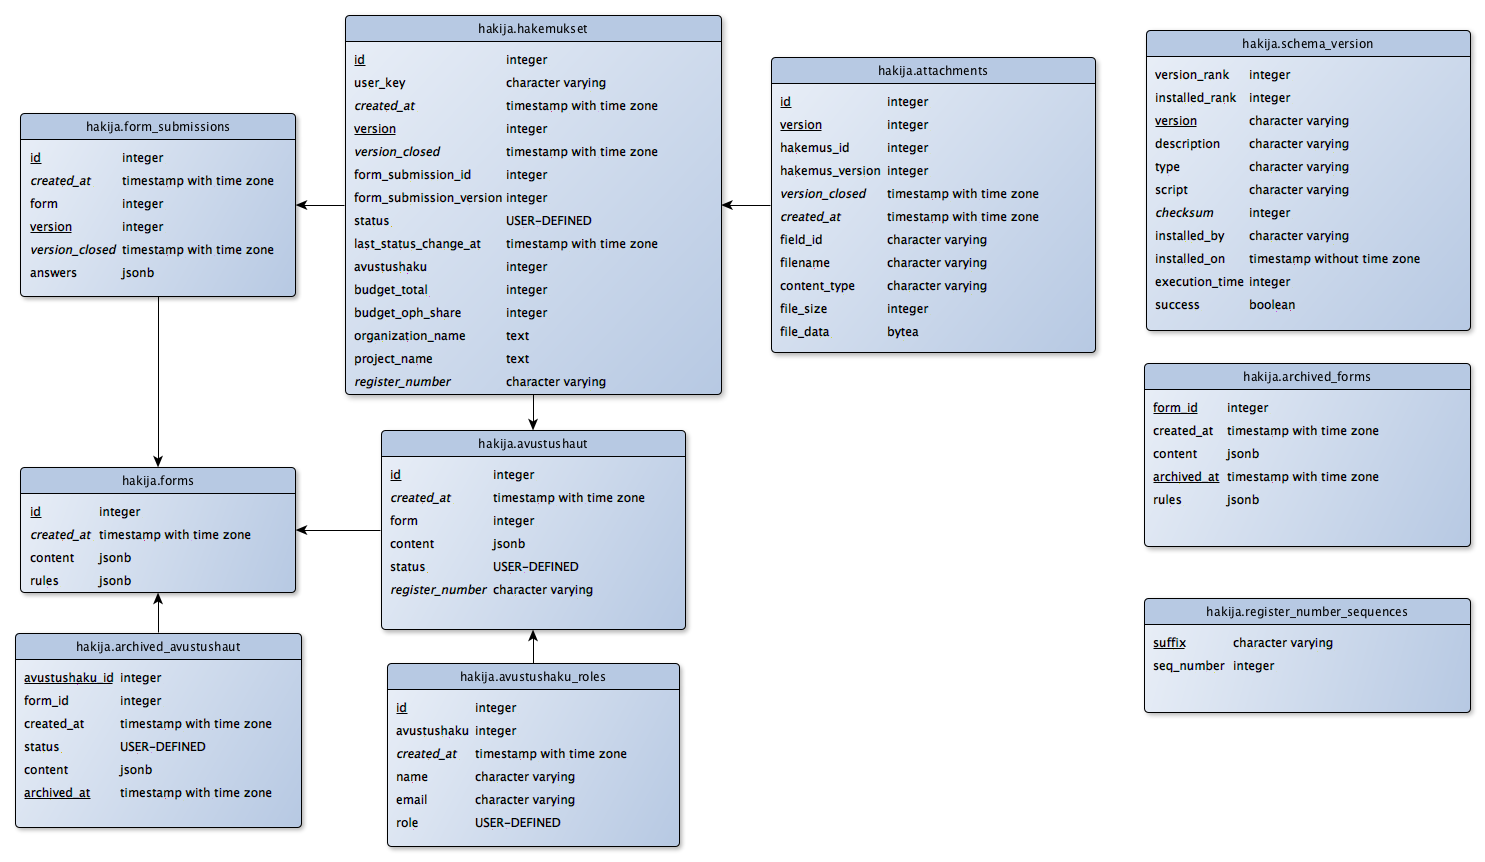 hakija.hakemukset
id integer
user_key character varying
created_at timestamp with time zone
version integer
version_closed timestamp with time zone
form_submission_id integer
form_submission_version integer
status USER-DEFINED
last_status_change_at timestamp with time zone
avustushaku integer
budget_total integer
budget_oph_share integer
organization_name text
project_name text
register_number character varying
hakija.attachments
id integer
version integer
hakemus_id integer
hakemus_version integer
version_closed timestamp with time zone
created_at timestamp with time zone
field_id character varying
filename character varying
content_type character varying
file_size integer
file_data bytea
hakija.schema_version
version_rank integer
installed_rank integer
version character varying
description character varying
type character varying
script character varying
checksum integer
installed_by character varying
installed_on timestamp without time zone
execution_time integer
success boolean
hakija.form_submissions
id integer
created_at timestamp with time zone
form integer
version integer
version_closed timestamp with time zone
answers jsonb
hakija.archived_forms
form_id integer
created_at timestamp with time zone
content jsonb
archived_at timestamp with time zone
rules jsonb
hakija.avustushaut
id integer
created_at timestamp with time zone
form integer
content jsonb
status USER-DEFINED
register_number character varying
hakija.forms
id integer
created_at timestamp with time zone
content jsonb
rules jsonb
hakija.register_number_sequences
suffix character varying
seq_number integer
hakija.archived_avustushaut
avustushaku_id integer
form_id integer
created_at timestamp with time zone
status USER-DEFINED
content jsonb
archived_at timestamp with time zone
hakija.avustushaku_roles
id integer
avustushaku integer
created_at timestamp with time zone
name character varying
email character varying
role USER-DEFINED